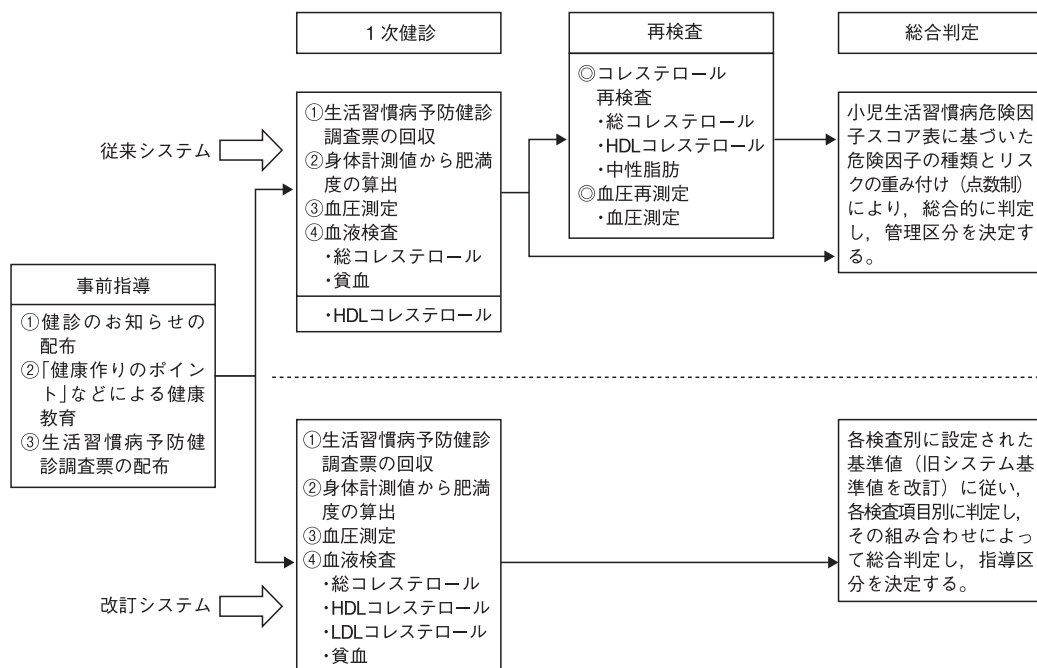 1次健診
再検査
総合判定
従来システム
①生活習慣病予防健診
調査票の回収
②身体計測値から肥満
度の算出
③血圧測定
④血液検査
・総コレステロール
・貧血
・HDLコレステロール
◎コレステロール
再検査
・総コレステロール
・HDLコレステロール
・中性脂肪
◎血圧再測定
・血圧測定
小児生活習慣病危険因
子スコア表に基づいた
危険因子の種類とリス
クの重み付け（点数制）
により，総合的に判定
し，管理区分を決定す
る。
事前指導
①健診のお知らせの
配布
②「健康作りのポイン
ト」などによる健康
教育
③生活習慣病予防健
診調査票の配布
改訂システム
①生活習慣病予防健診
調査票の回収
②身体計測値から肥満
度の算出
③血圧測定
④血液検査
・総コレステロール
・HDLコレステロール
・LDLコレステロール
・貧血
各検査別に設定された
基準値（旧システム基
準値を改訂）に従い，
各検査項目別に判定し，
その組み合わせによっ
て総合判定し，指導区
分を決定する。